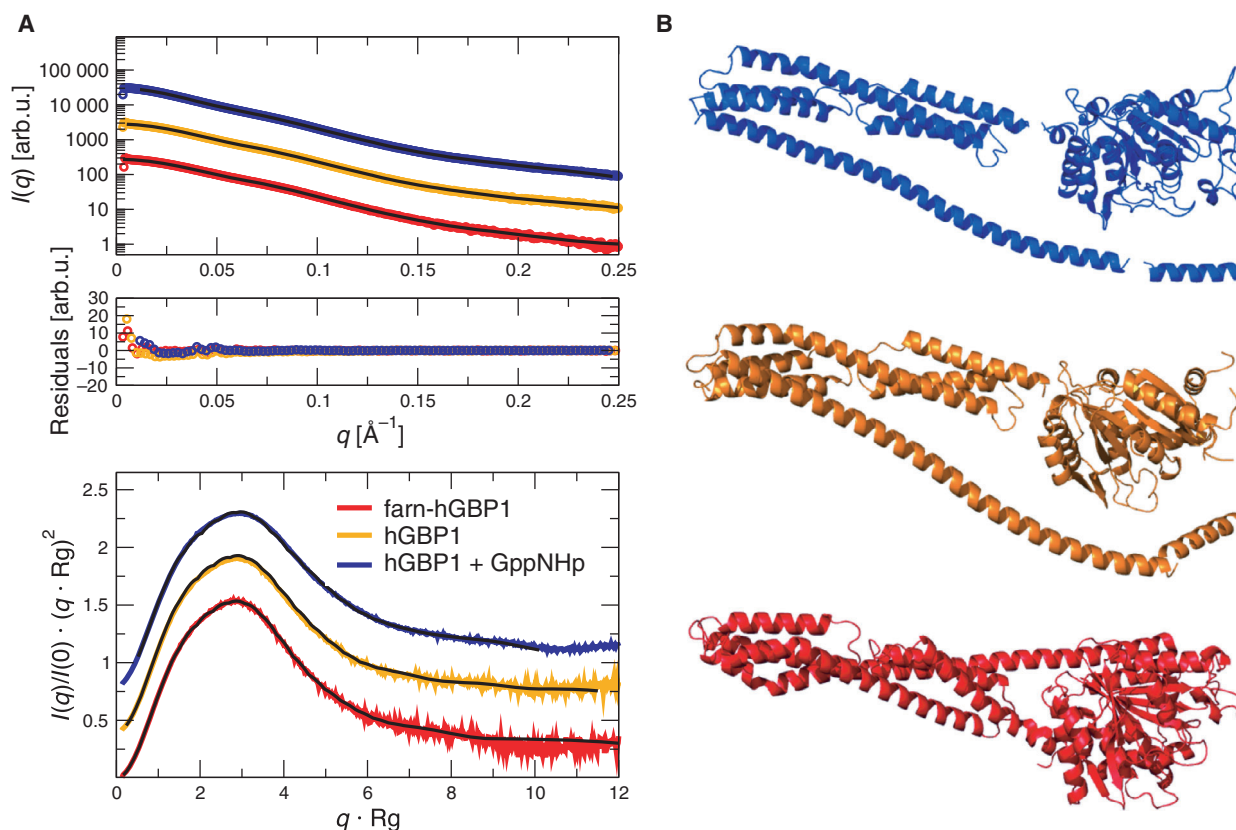 A
B
I(q) [arb.u.]
100 000
10 000
1000
100
10
1
0 0.05 0.1 0.15 0.2 0.25
Residuals [arb.u.]
30
20
10
0
−10
−20
0 0.05 0.1 0.15 0.2 0.25
q [Å⁻¹]
I(q)/I(0) · (q · Rg)²
2.5
2
1.5
1
0.5
farn-hGBP1
hGBP1
hGBP1 + GppNHp
0 2 4 6 8 10 12
q · Rg